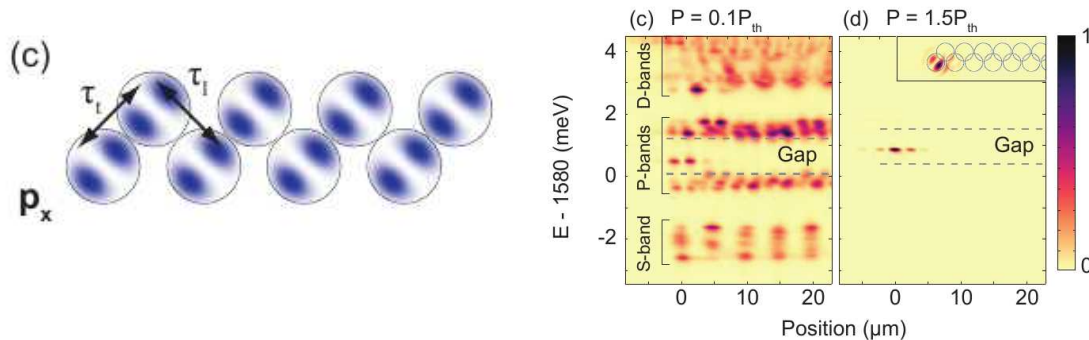 (c)
τt
τl
px
(c) P = 0.1Pth
(d) P = 1.5Pth
E - 1580 (meV)
4
2
0
-2
D-bands
P-bands
S-band
Gap
Gap
0
10
20
0
10
20
Position (μm)
1
0